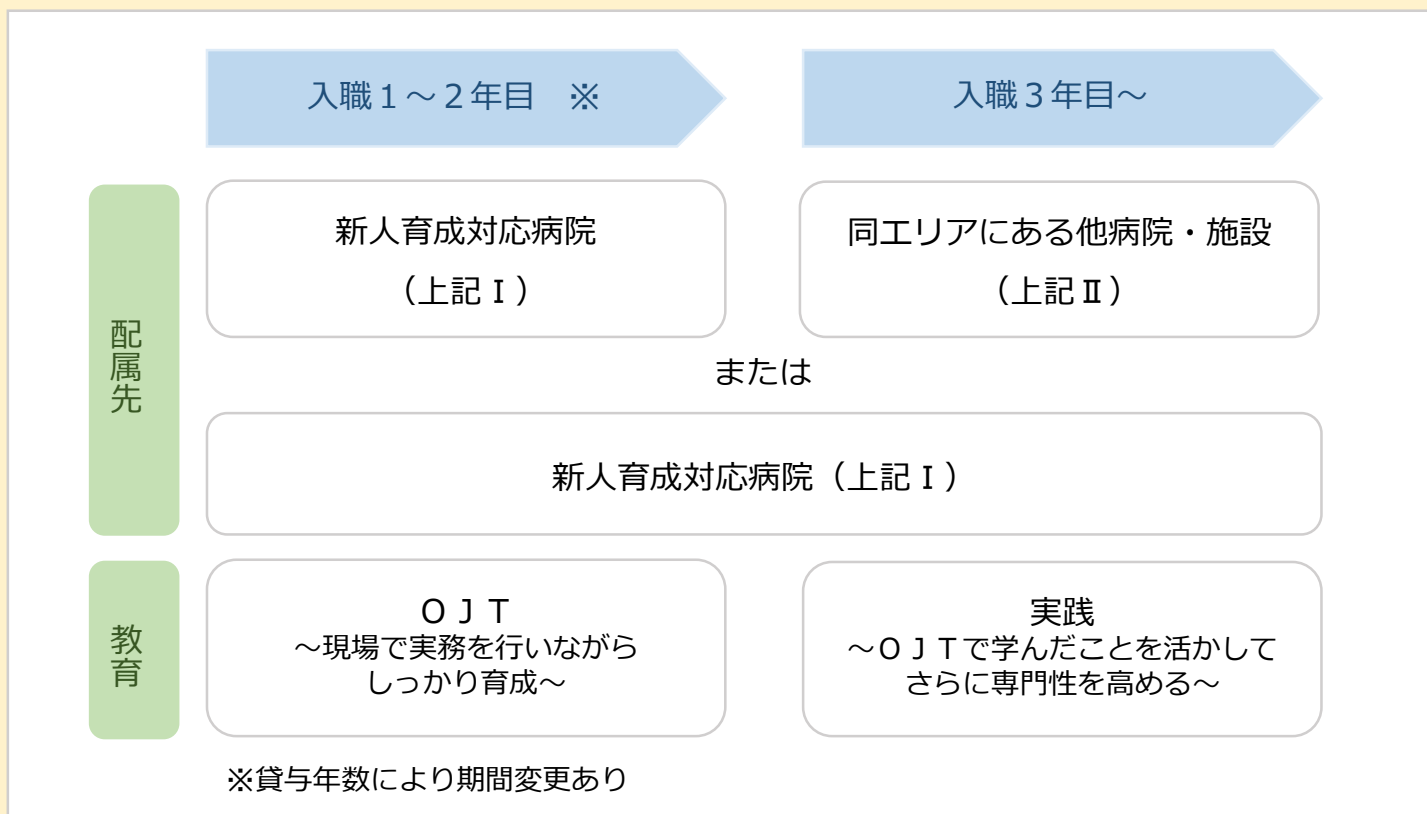 入職１～２年目　※
入職３年目～
配属先
新人育成対応病院
（上記Ⅰ）
同エリアにある他病院・施設
（上記Ⅱ）
または
新人育成対応病院（上記Ⅰ）
教育
ＯＪＴ
～現場で実務を行いながら
しっかり育成～
実践
～ＯＪＴで学んだことを活かして
さらに専門性を高める～
※貸与年数により期間変更あり